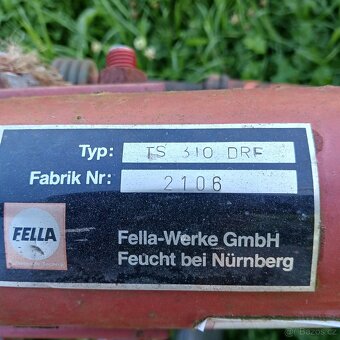 Typ: TS 310 DRF
Fabrik Nr: 2106
FELLA
Fella-Werke GmbH
Feucht bei Nürnberg